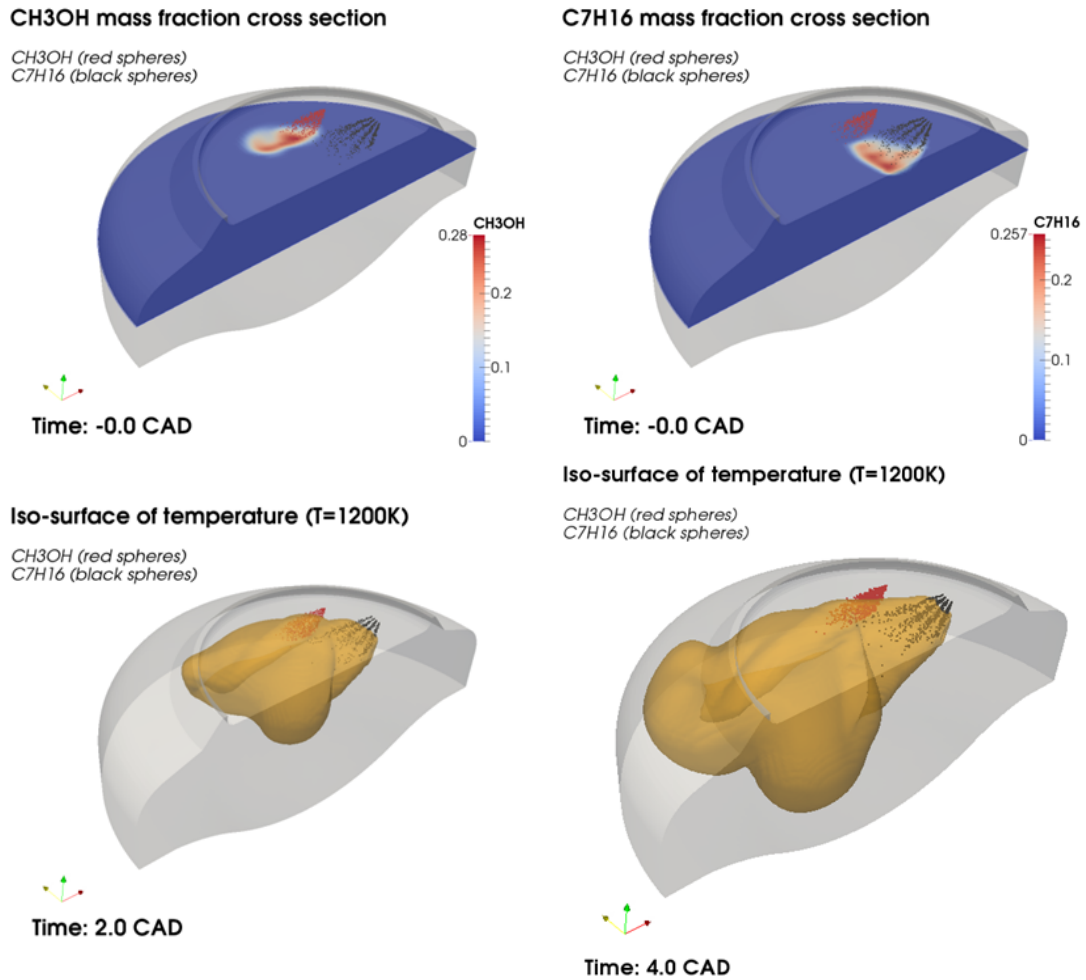 CH3OH mass fraction cross section
CH3OH (red spheres)
C7H16 (black spheres)
CH3OH
0.28
0.2
0.1
0
Time: -0.0 CAD
C7H16 mass fraction cross section
CH3OH (red spheres)
C7H16 (black spheres)
C7H16
0.257
0.2
0.1
0
Time: -0.0 CAD
Iso-surface of temperature (T=1200K)
CH3OH (red spheres)
C7H16 (black spheres)
Time: 2.0 CAD
Iso-surface of temperature (T=1200K)
CH3OH (red spheres)
C7H16 (black spheres)
Time: 4.0 CAD